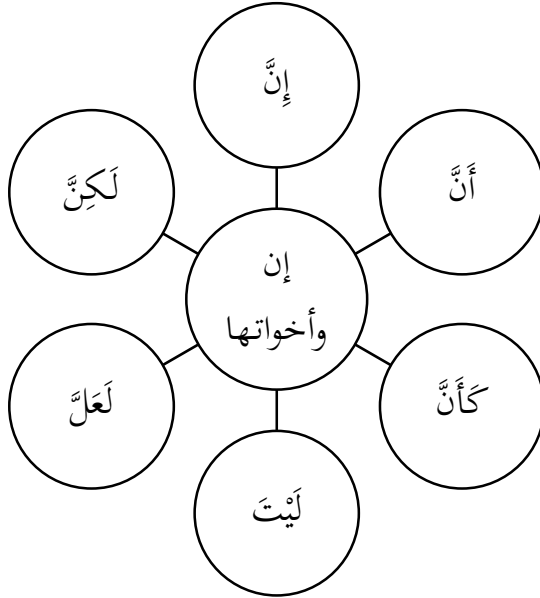 إِنَّ
أَنَّ
لَكِنَّ
إن
وأخواتها
كَأَنَّ
لَعَلَّ
لَيْتَ